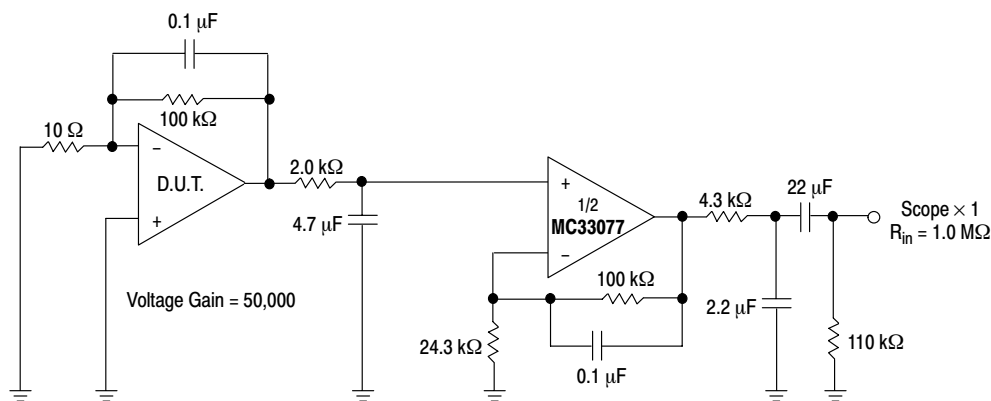 0.1 µF
100 kΩ
10 Ω
−
D.U.T.
+
2.0 kΩ
4.7 µF
Voltage Gain = 50,000
+
1/2
MC33077
−
4.3 kΩ
22 µF
Scope × 1
Rin = 1.0 MΩ
100 kΩ
2.2 µF
24.3 kΩ
0.1 µF
110 kΩ